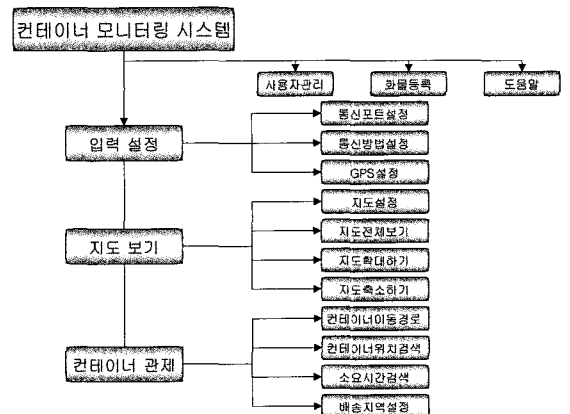 컨테이너 모니터링 시스템
사용자관리
화물등록
도움말
입력 설정
통신포트설정
통신방법설정
GPS설정
지도 보기
지도설정
지도전체보기
지도확대하기
지도축소하기
컨테이너 관제
컨테이너이동경로
컨테이너위치검색
소요시간검색
배송지역설정